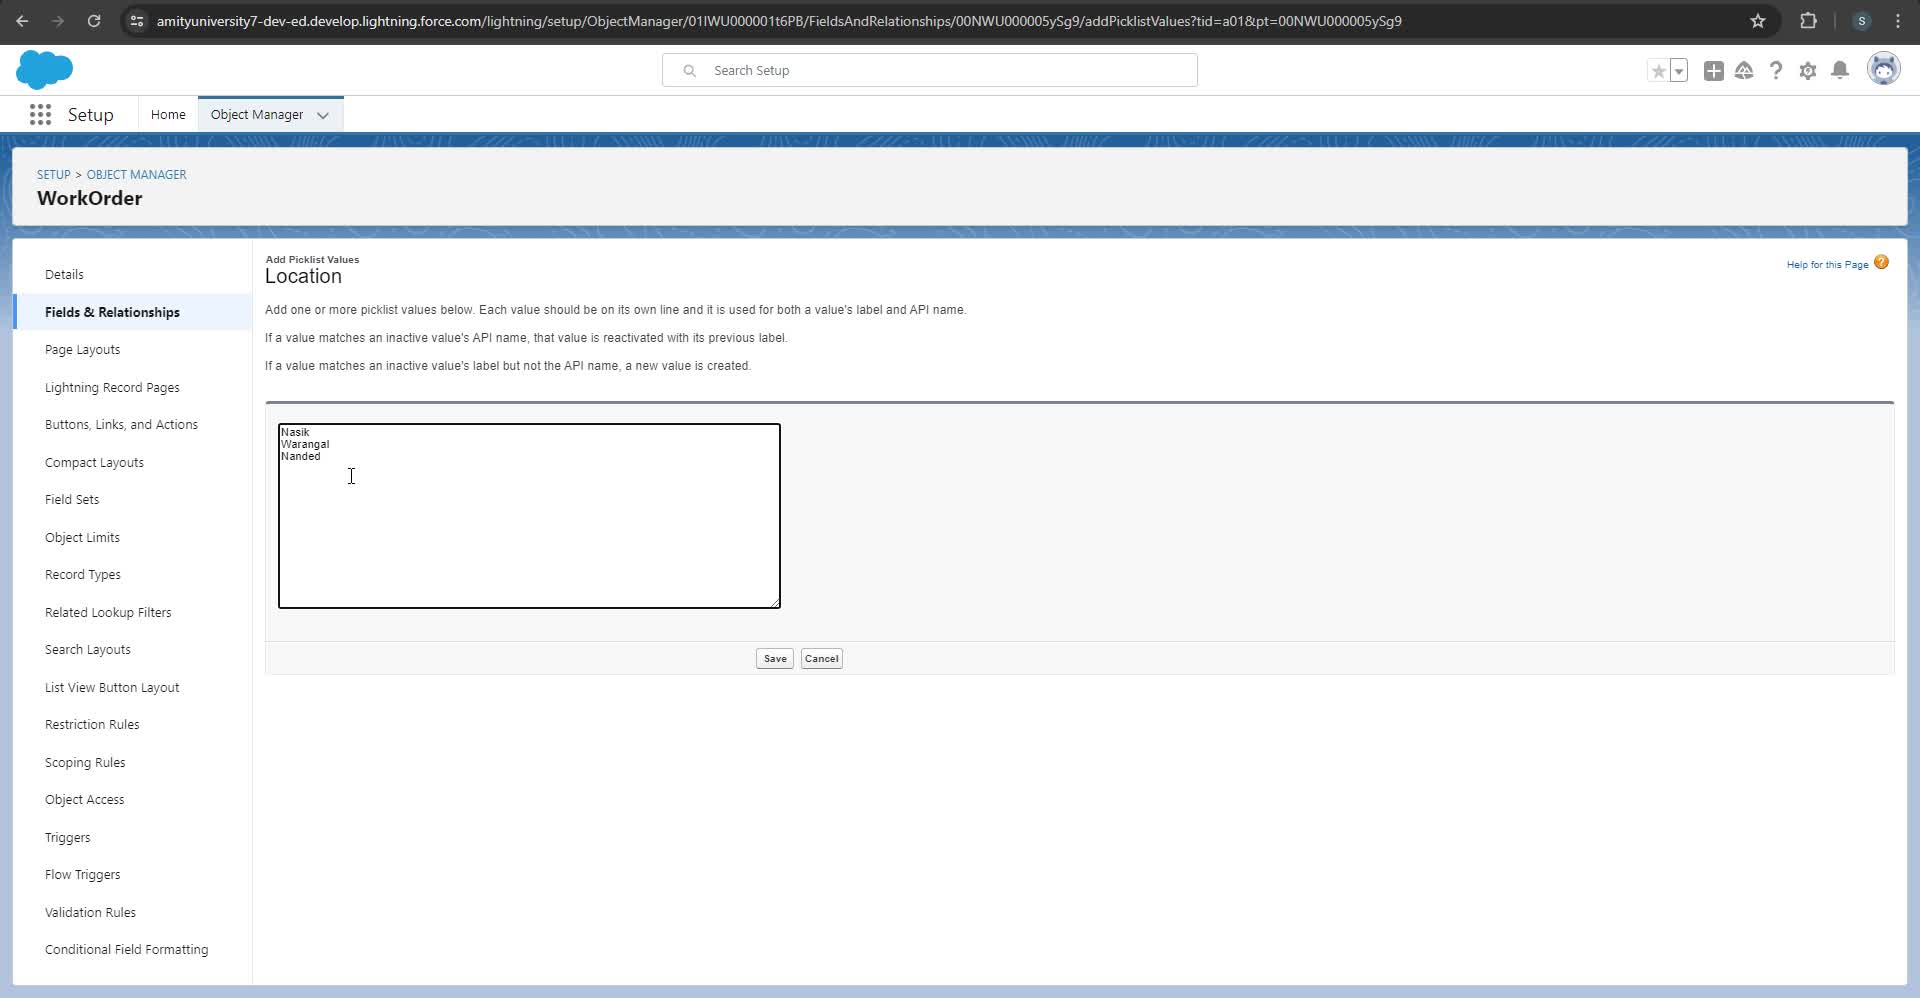 amityuniversity7-dev-ed.develop.lightning.force.com/lightning/setup/ObjectManager/01IWU000001t6PB/FieldsAndRelationships/00NWU000005ySg9/addPicklistValues?tid=a01&pt=00NWU000005ySg9
S
Search Setup
Setup
Home
Object Manager
SETUP > OBJECT MANAGER
WorkOrder
Details
Fields & Relationships
Page Layouts
Lightning Record Pages
Buttons, Links, and Actions
Compact Layouts
Field Sets
Object Limits
Record Types
Related Lookup Filters
Search Layouts
List View Button Layout
Restriction Rules
Scoping Rules
Object Access
Triggers
Flow Triggers
Validation Rules
Conditional Field Formatting
Add Picklist Values
Location
Help for this Page ?
Add one or more picklist values below. Each value should be on its own line and it is used for both a value's label and API name.
If a value matches an inactive value's API name, that value is reactivated with its previous label.
If a value matches an inactive value's label but not the API name, a new value is created.
Nasik
Warangal
Nanded
Save
Cancel